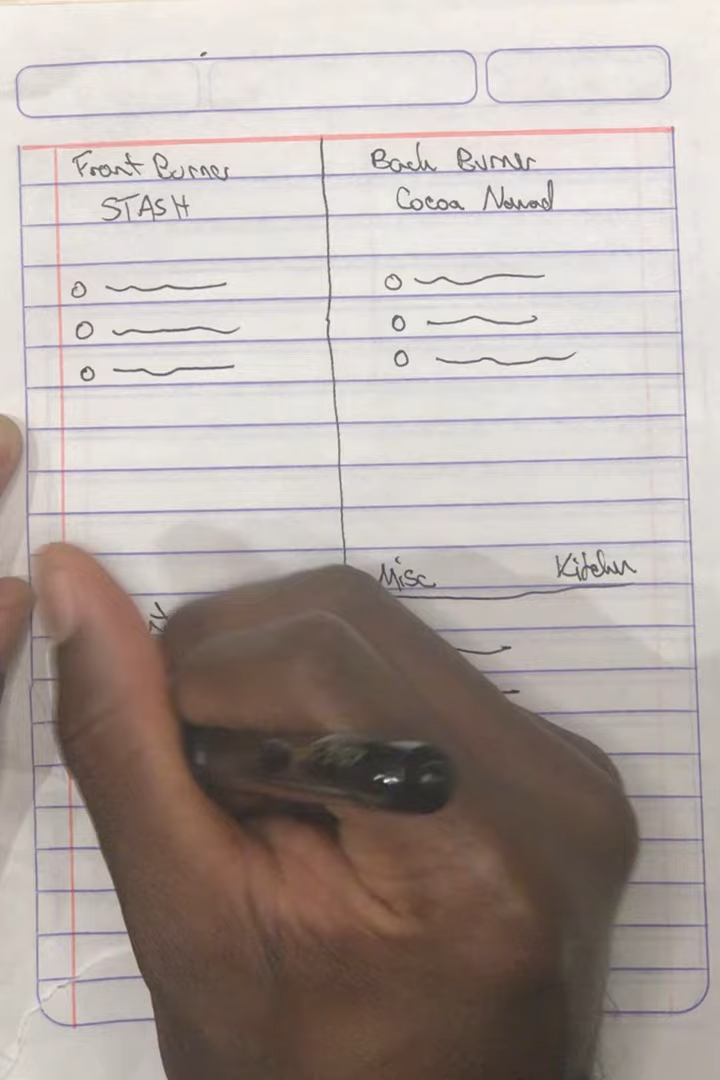 Front Burner
STASH
Back Burner
Cocoa Nomad
Misc Kitchen